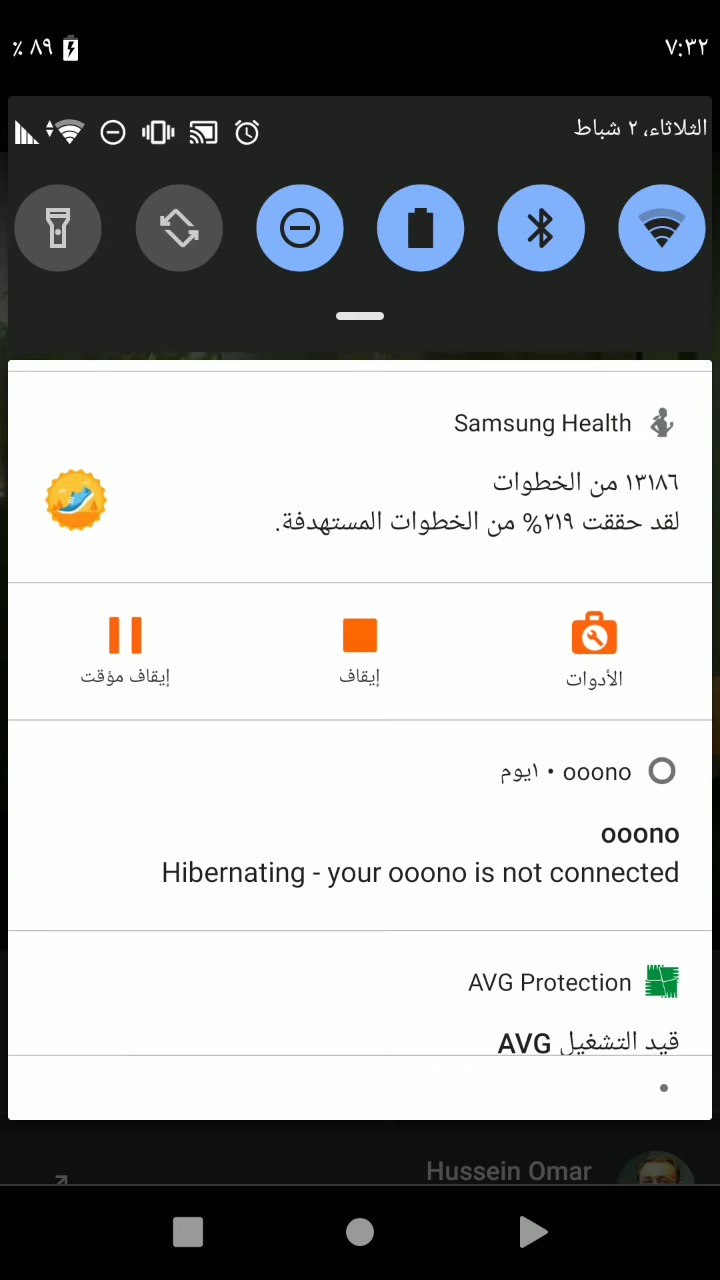 ٧:٣٢
٨٩ ٪
الثلاثاء، ٢ شباط
Samsung Health
١٣١٨٦ من الخطوات
لقد حققت ٢١٩% من الخطوات المستهدفة.
الأدوات
إيقاف
إيقاف مؤقت
ooono • ١يوم
ooono
Hibernating - your ooono is not connected
AVG Protection
قيد التشغيل AVG
Hussein Omar